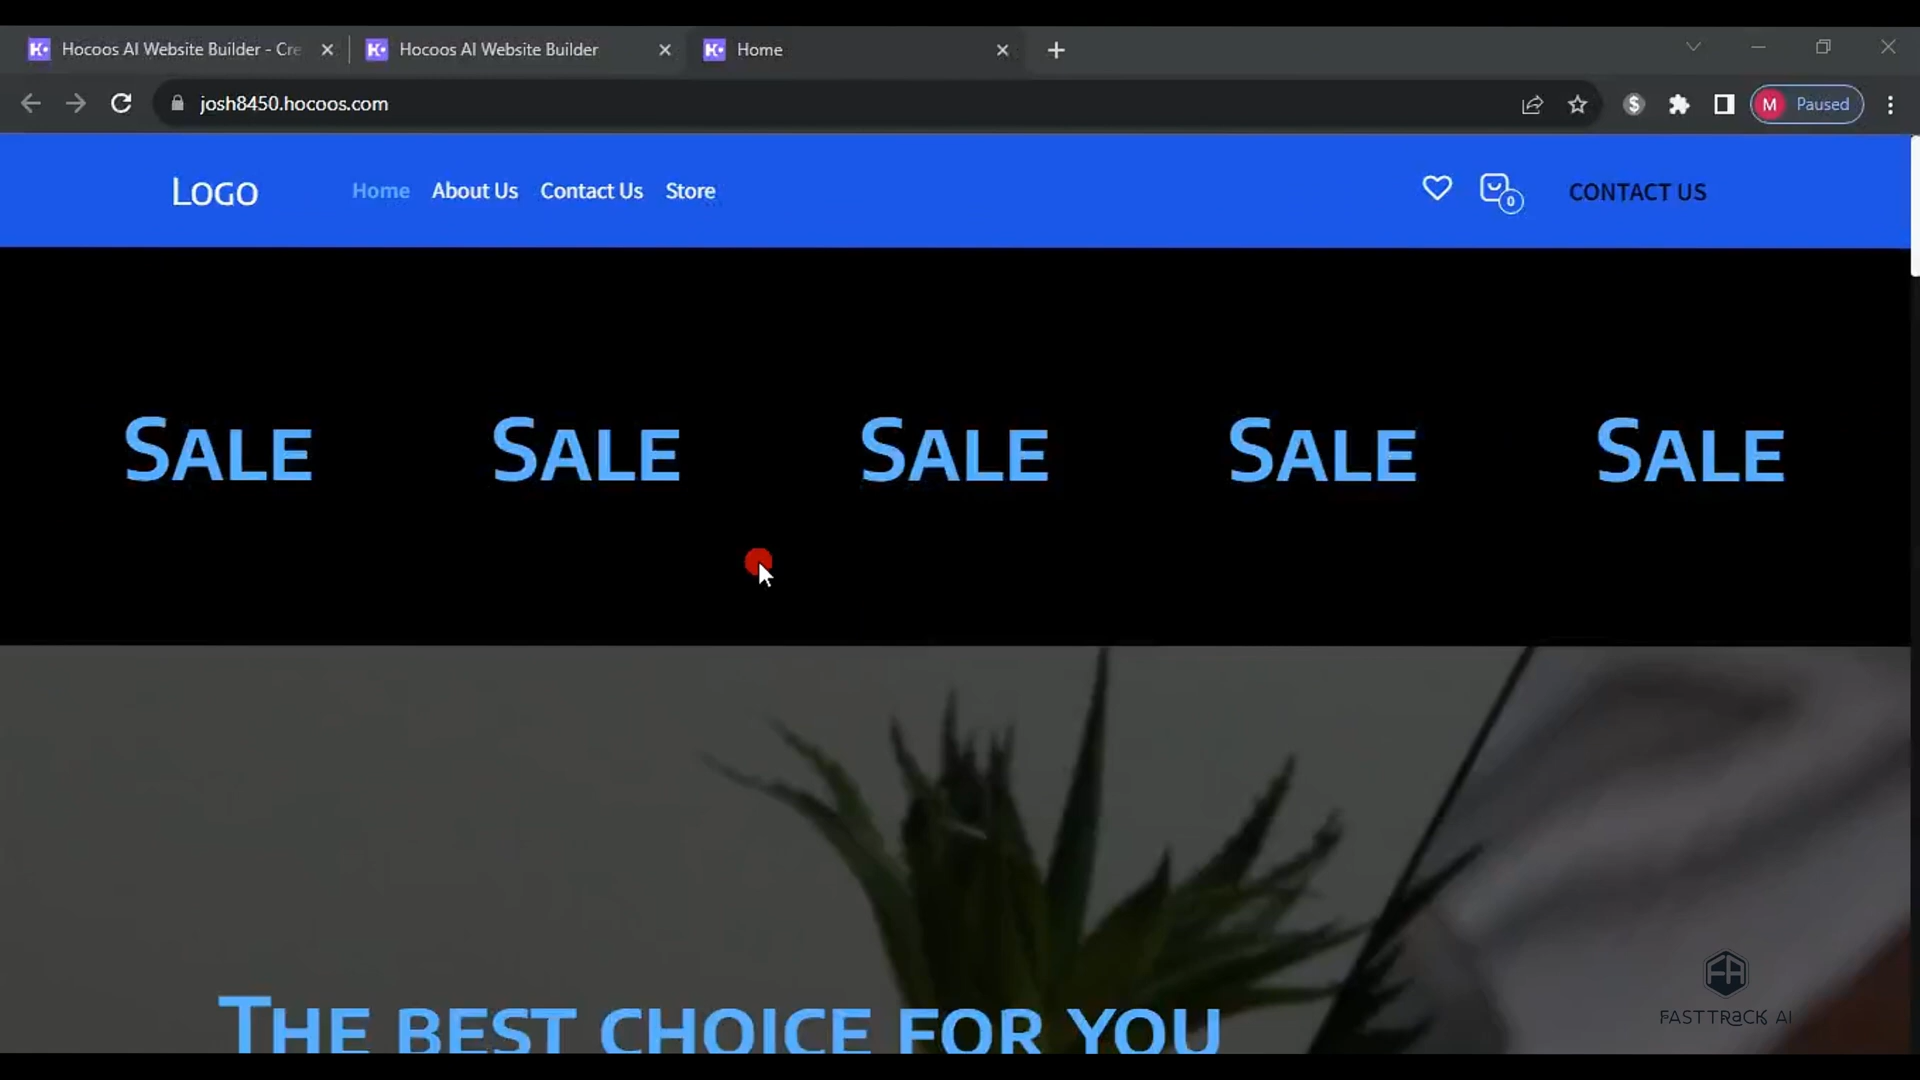 Hocoos AI Website Builder - Cre
Hocoos AI Website Builder
Home
josh8450.hocoos.com
M Paused
LOGO
Home About Us Contact Us Store
0
CONTACT US
SALE SALE SALE SALE SALE
THE BEST CHOICE FOR YOU
FASTTRaCK AI